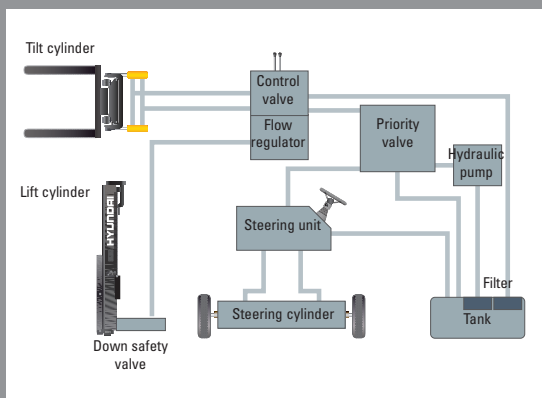 Tilt cylinder
Control
valve
Flow
regulator
Priority
valve
Hydraulic
pump
Lift cylinder
HYUNDAI
Steering unit
Filter
Steering cylinder
Tank
Down safety
valve